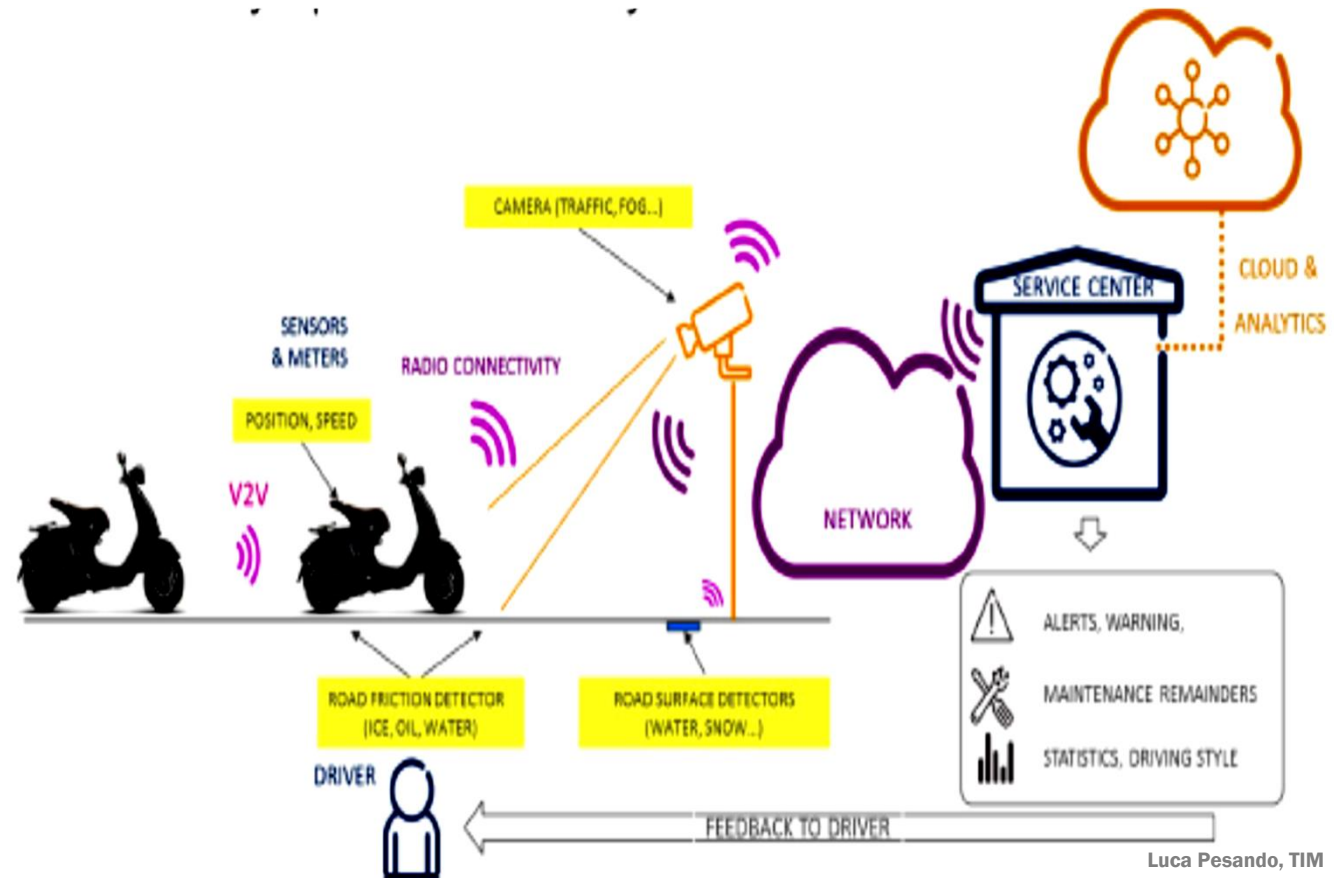 CAMERA (TRAFFIC, FOG...)
SENSORS
& METERS
RADIO CONNECTIVITY
POSITION, SPEED
V2V
NETWORK
SERVICE CENTER
CLOUD &
ANALYTICS
ROAD FRICTION DETECTOR
(ICE, OIL, WATER)
ROAD SURFACE DETECTORS
(WATER, SNOW...)
ALERTS, WARNING,
MAINTENANCE REMAINDERS
STATISTICS, DRIVING STYLE
DRIVER
FEEDBACK TO DRIVER
Luca Pesando, TIM